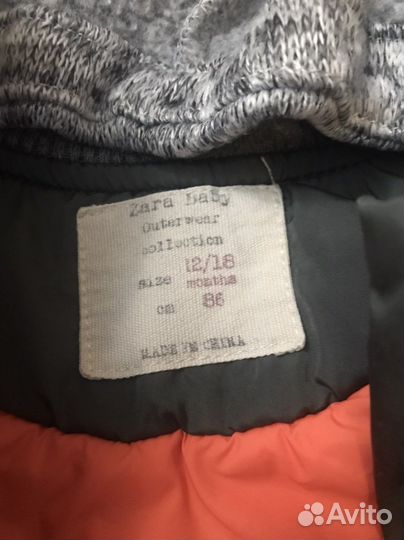 Zara Baby
Outerwear
collection
size 12/18
months
cm 86
MADE IN CHINA
Avito